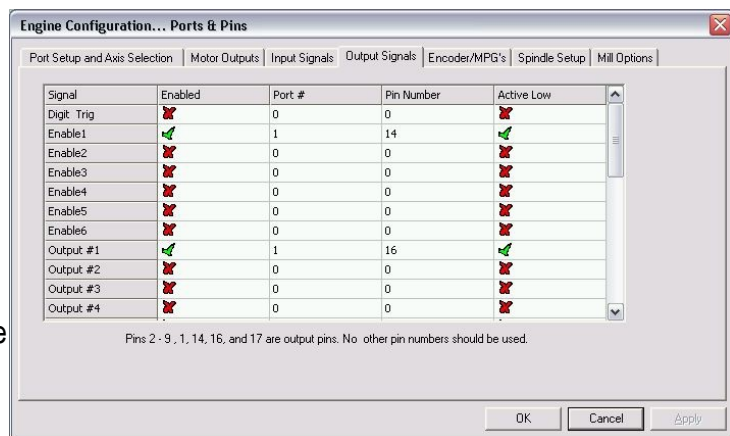 Engine Configuration... Ports & Pins
Port Setup and Axis Selection Motor Outputs Input Signals Output Signals Encoder/MPG's Spindle Setup Mill Options
Signal Enabled Port # Pin Number Active Low
Digit Trig 0 0
Enable1 1 14
Enable2 0 0
Enable3 0 0
Enable4 0 0
Enable5 0 0
Enable6 0 0
Output #1 1 16
Output #2 0 0
Output #3 0 0
Output #4 0 0
e
Pins 2 - 9 , 1, 14, 16, and 17 are output pins. No other pin numbers should be used.
OK Cancel Apply